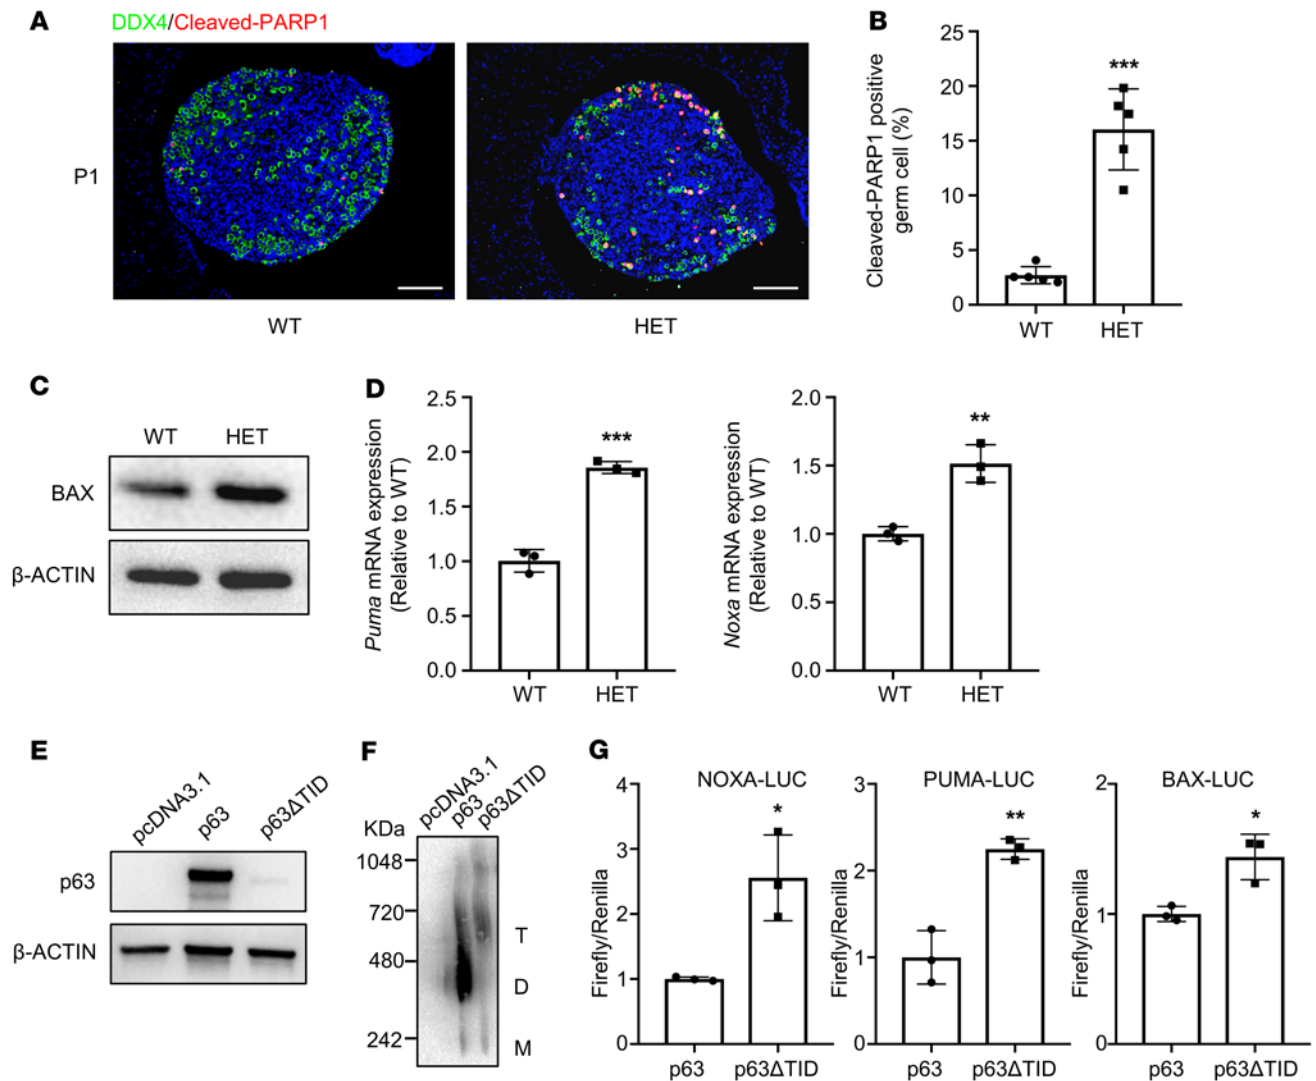 A
DDX4/Cleaved-PARP1
P1
WT
HET
B
Cleaved-PARP1 positive
germ cell (%)
25
20
15
10
5
0
***
WT
HET
C
WT
HET
BAX
β-ACTIN
D
Puma mRNA expression
(Relative to WT)
2.5
2.0
1.5
1.0
0.5
0.0
***
WT
HET
Noxa mRNA expression
(Relative to WT)
2.0
1.5
1.0
0.5
0.0
**
WT
HET
E
pcDNA3.1
p63
p63ΔTID
p63
β-ACTIN
F
pcDNA3.1
p63
p63ΔTID
KDa
1048
720
480
242
T
D
M
G
NOXA-LUC
Firefly/Renilla
4
3
2
1
0
*
p63
p63ΔTID
PUMA-LUC
Firefly/Renilla
3
2
1
0
**
p63
p63ΔTID
BAX-LUC
Firefly/Renilla
2
1
0
*
p63
p63ΔTID